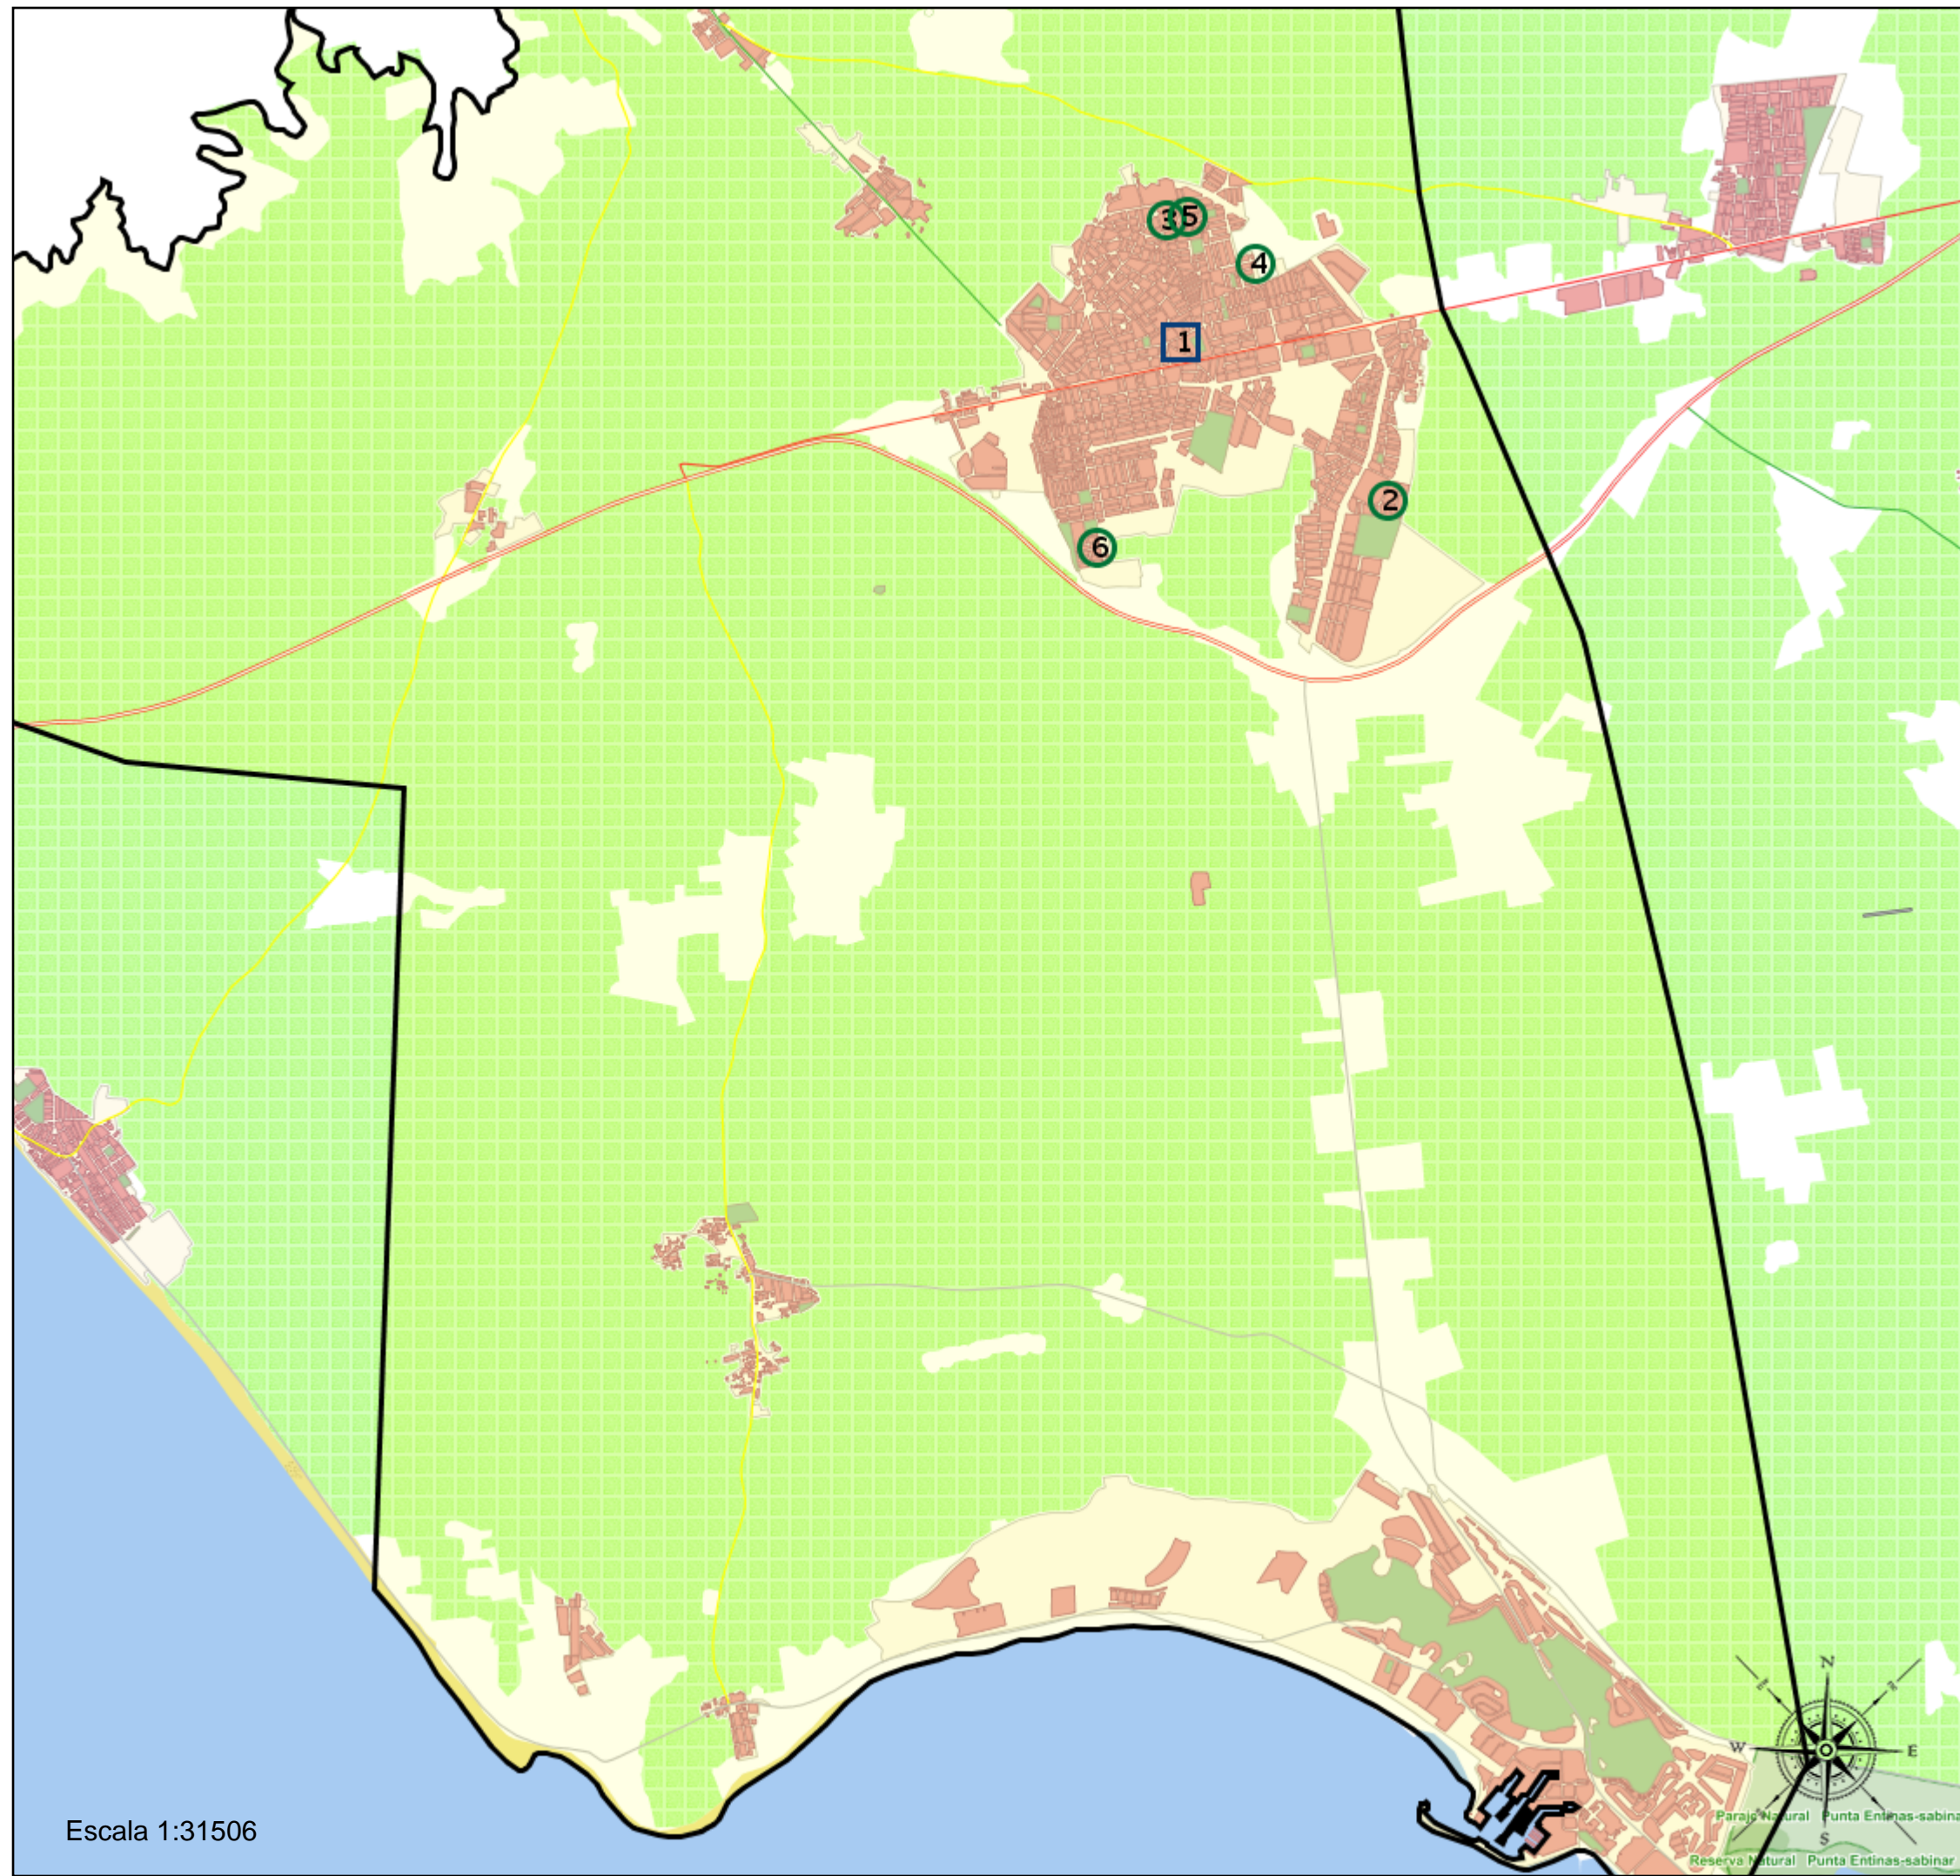 3
5
4
1
2
6
N
W
E
S
Escala 1:31506
Paraje Natural Punta Entinas-sabinar
Reserva Natural Punta Entinas-sabinar